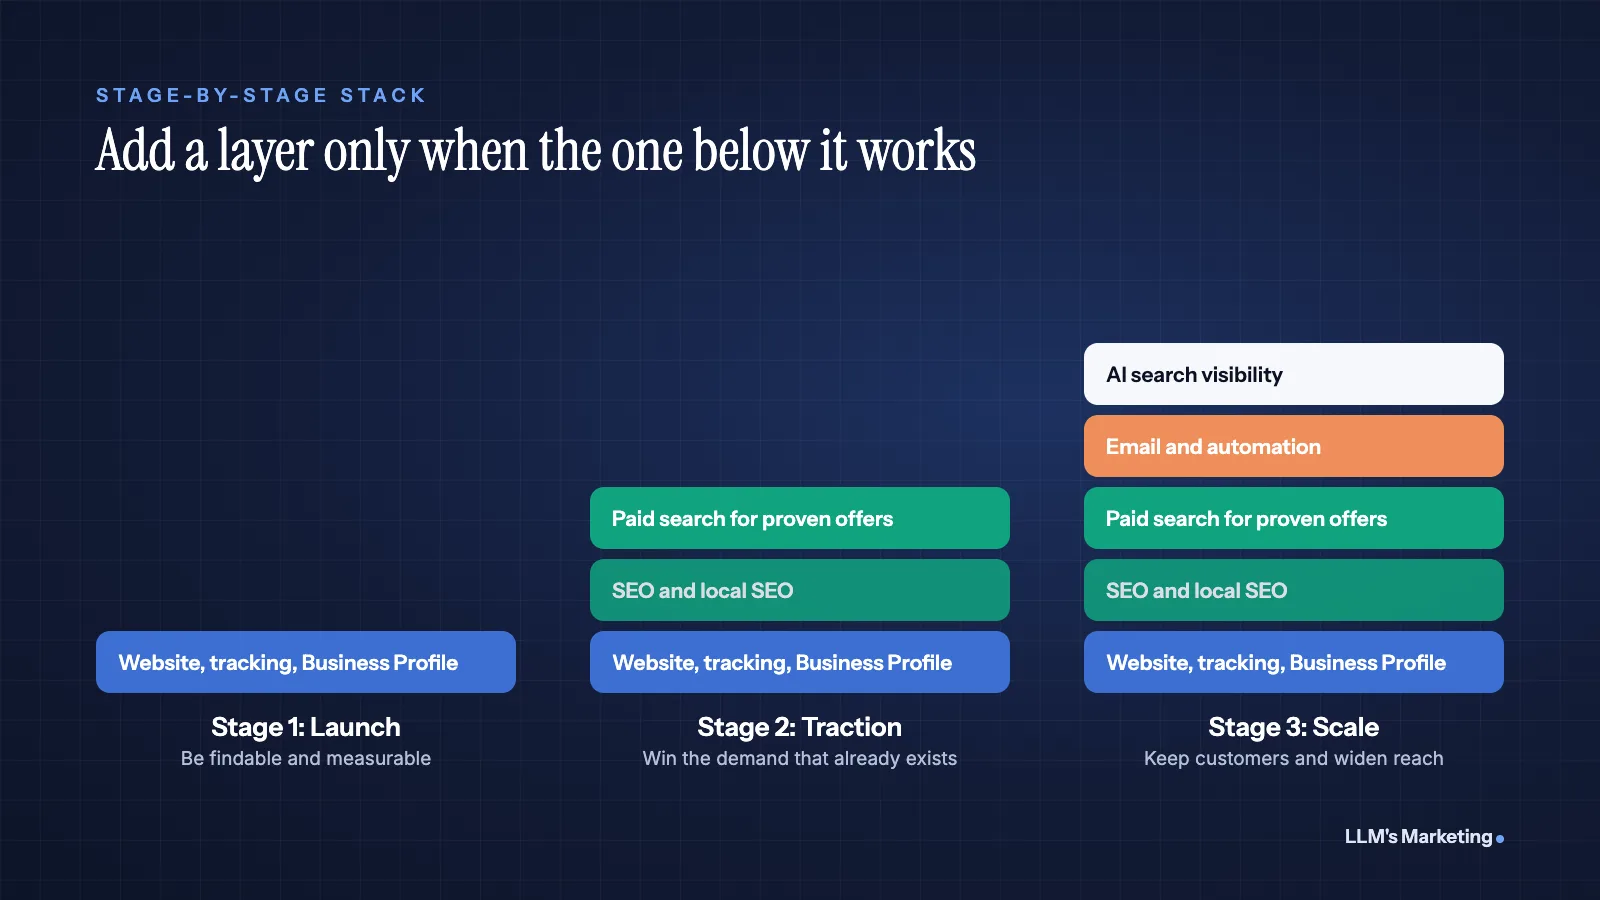 STAGE-BY-STAGE STACK
Add a layer only when the one below it works
AI search visibility
Email and automation
Paid search for proven offers
Paid search for proven offers
SEO and local SEO
SEO and local SEO
Website, tracking, Business Profile
Website, tracking, Business Profile
Website, tracking, Business Profile
Stage 1: Launch
Stage 2: Traction
Stage 3: Scale
Be findable and measurable
Win the demand that already exists
Keep customers and widen reach
LLM's Marketing